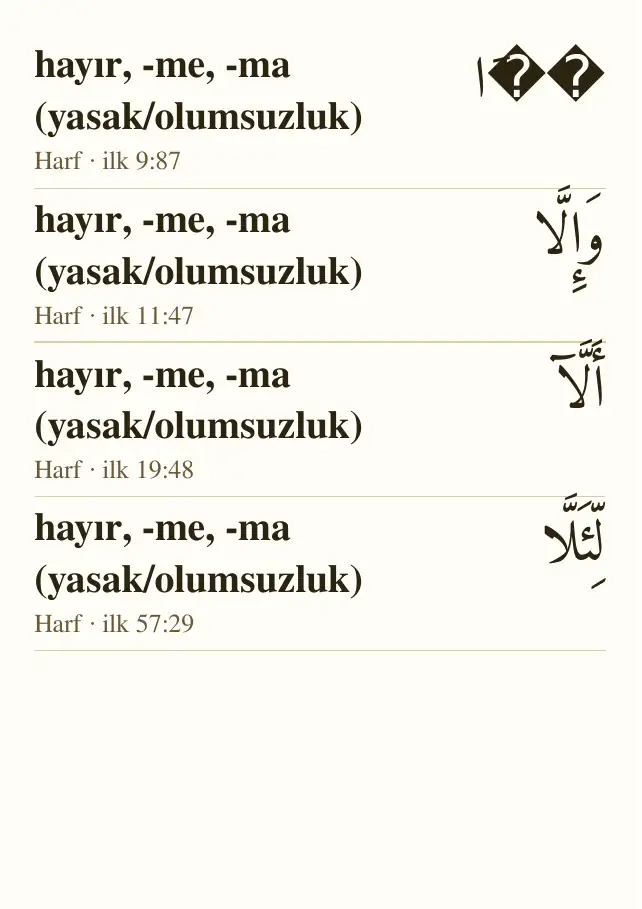 hayır, -me, -ma
(yasak/olumsuzluk)
Harf · ilk 9:87
hayır, -me, -ma
(yasak/olumsuzluk)
وَإِلَّا
Harf · ilk 11:47
hayır, -me, -ma
(yasak/olumsuzluk)
أَلَّآ
Harf · ilk 19:48
hayır, -me, -ma
(yasak/olumsuzluk)
لِّئَلَّا
Harf · ilk 57:29